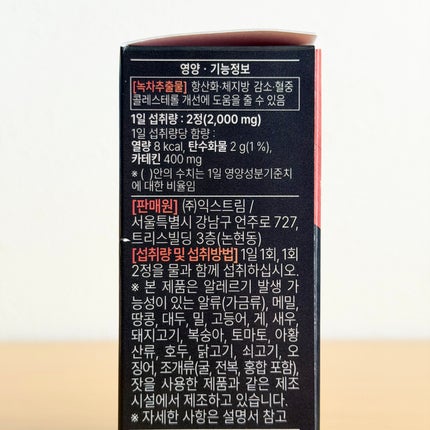 영양 · 기능정보
[녹차추출물] 항산화·체지방 감소·혈중
콜레스테롤 개선에 도움을 줄 수 있음
1일 섭취량 : 2정(2,000 mg)
1일 섭취량당 함량 :
열량 8 kcal, 탄수화물 2 g(1%),
카테킨 400 mg
※ ( )안의 수치는 1일 영양성분기준치
에 대한 비율임
[판매원] (주)익스트림 /
서울특별시 강남구 언주로 727,
트리스빌딩 3층(논현동)
[섭취량 및 섭취방법] 1일 1회, 1회
2정을 물과 함께 섭취하십시오.
※ 본 제품은 알레르기 발생 가
능성이 있는 알류(가금류), 메밀,
땅콩, 대두, 밀, 고등어, 게, 새우,
돼지고기, 복숭아, 토마토, 아황
산류, 호두, 닭고기, 쇠고기, 오
징어, 조개류(굴, 전복, 홍합 포함),
잣을 사용한 제품과 같은 제조
시설에서 제조하고 있습니다.
※ 자세한 사항은 설명서 참고